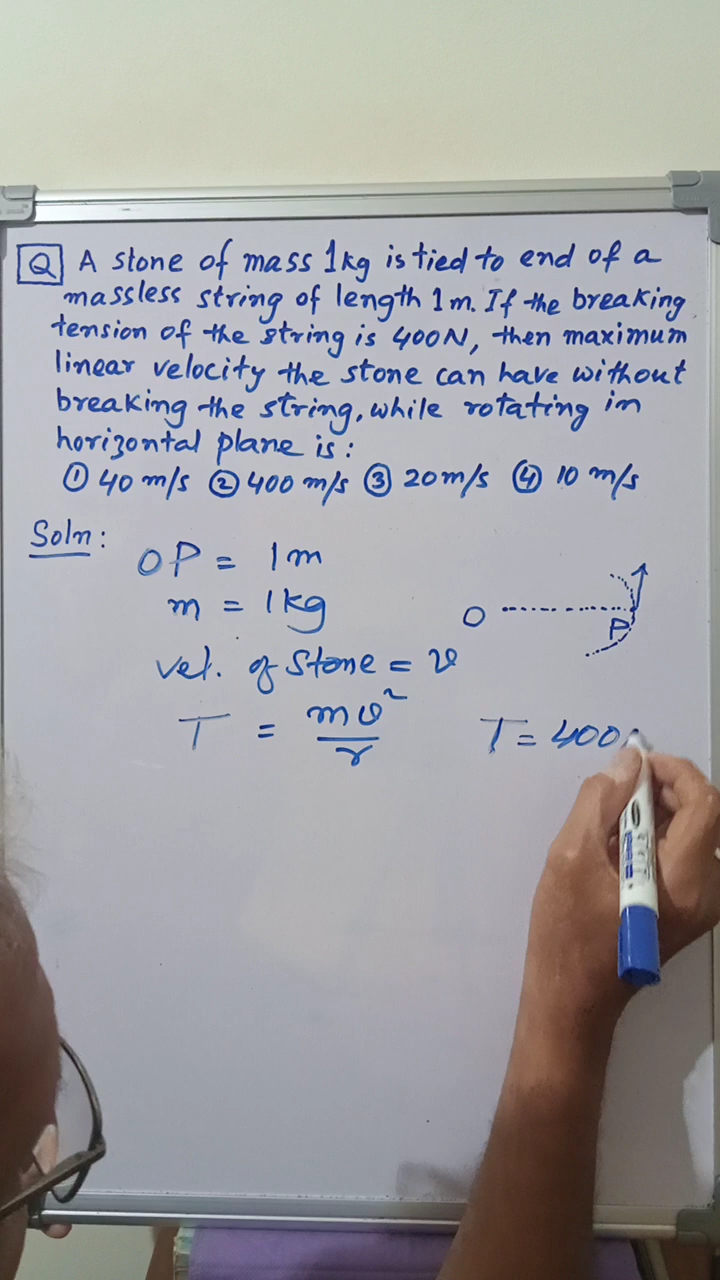 Q A stone of mass 1kg is tied to end of a
massless string of length 1m. If the breaking
tension of the string is 400N, then maximum
linear velocity the stone can have without
breaking the string, while rotating in
horizontal plane is:
① 40 m/s ② 400 m/s ③ 20 m/s ④ 10 m/s
Soln:
OP = 1m
m = 1kg
O P
vel. of stone = v
T = mv²/r T = 400